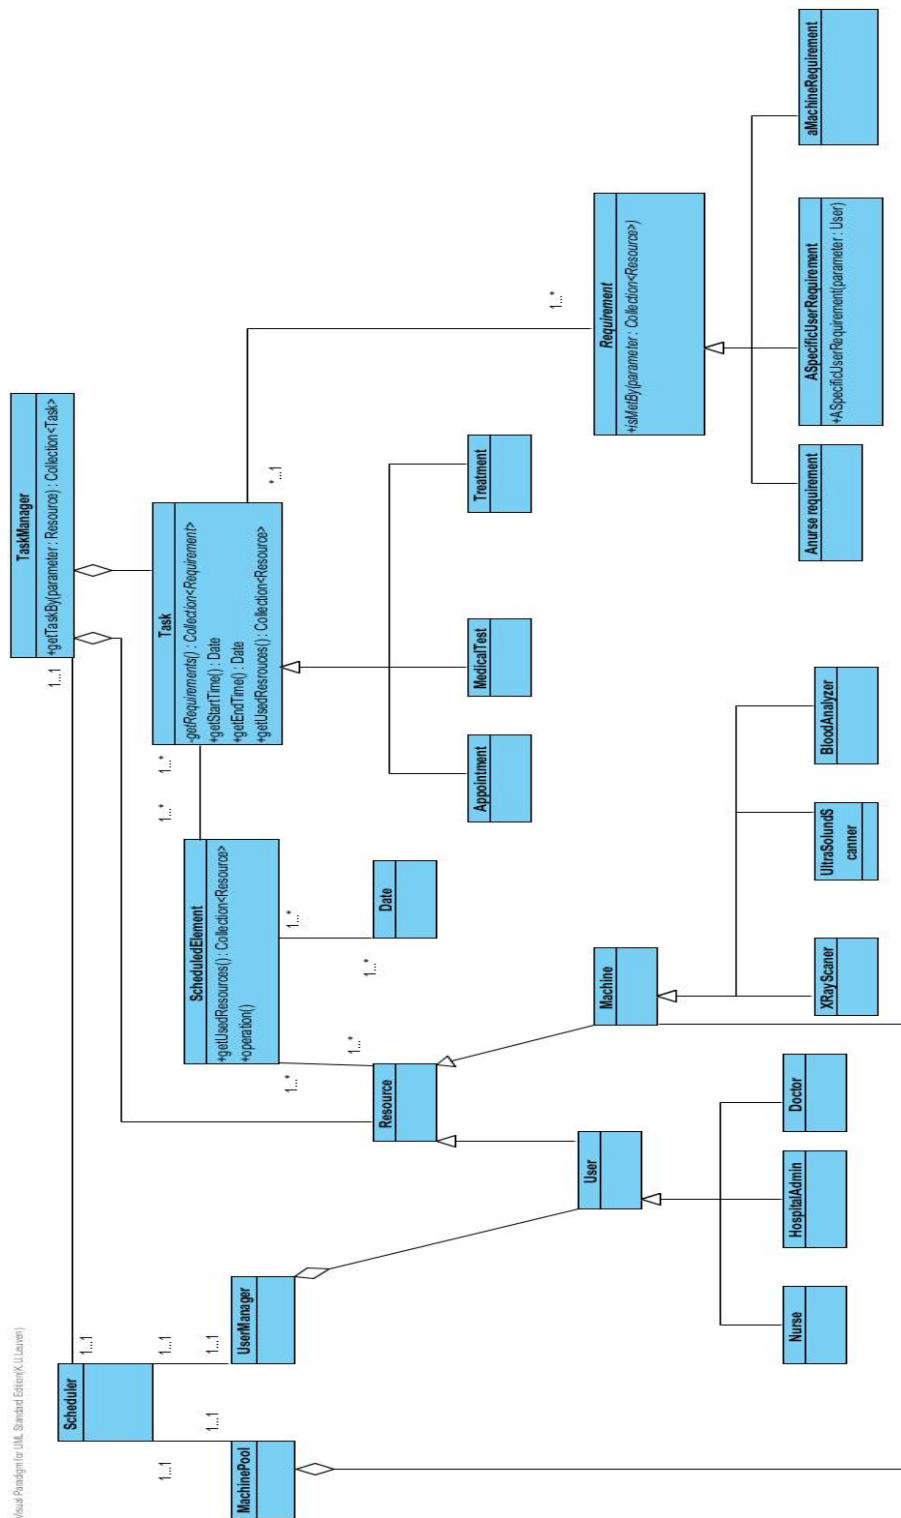 Visual Paradigm for UML Standard Edition(K.U.Leuven)
Scheduler
1...1
1...1
1...1
1...1
1...1
MachinePool
UserManager
TaskManager
+getTaskBy(parameter : Resource) : Collection<Task>
1...1
Task
-getRequirements() : Collection<Requirement>
+getStartTime() : Date
+getEndTime() : Date
+getUsedResrouces() : Collection<Resource>
1...*
1...*
*...1
ScheduledElement
+getUsedResources() : Collection<Resource>
+operation()
1...*
1...*
1...*
1...*
Resource
Date
Appointment
MedicalTest
Treatment
1...*
Requirement
+isMetBy(parameter : Collection<Resource>)
User
Machine
Nurse
HospitalAdmin
Doctor
XRayScaner
UltraSolundS
canner
BloodAnalyzer
Anurse requirement
ASpecificUserRequirement
+ASpecificUserRequirement(parameter : User)
aMachineRequirement